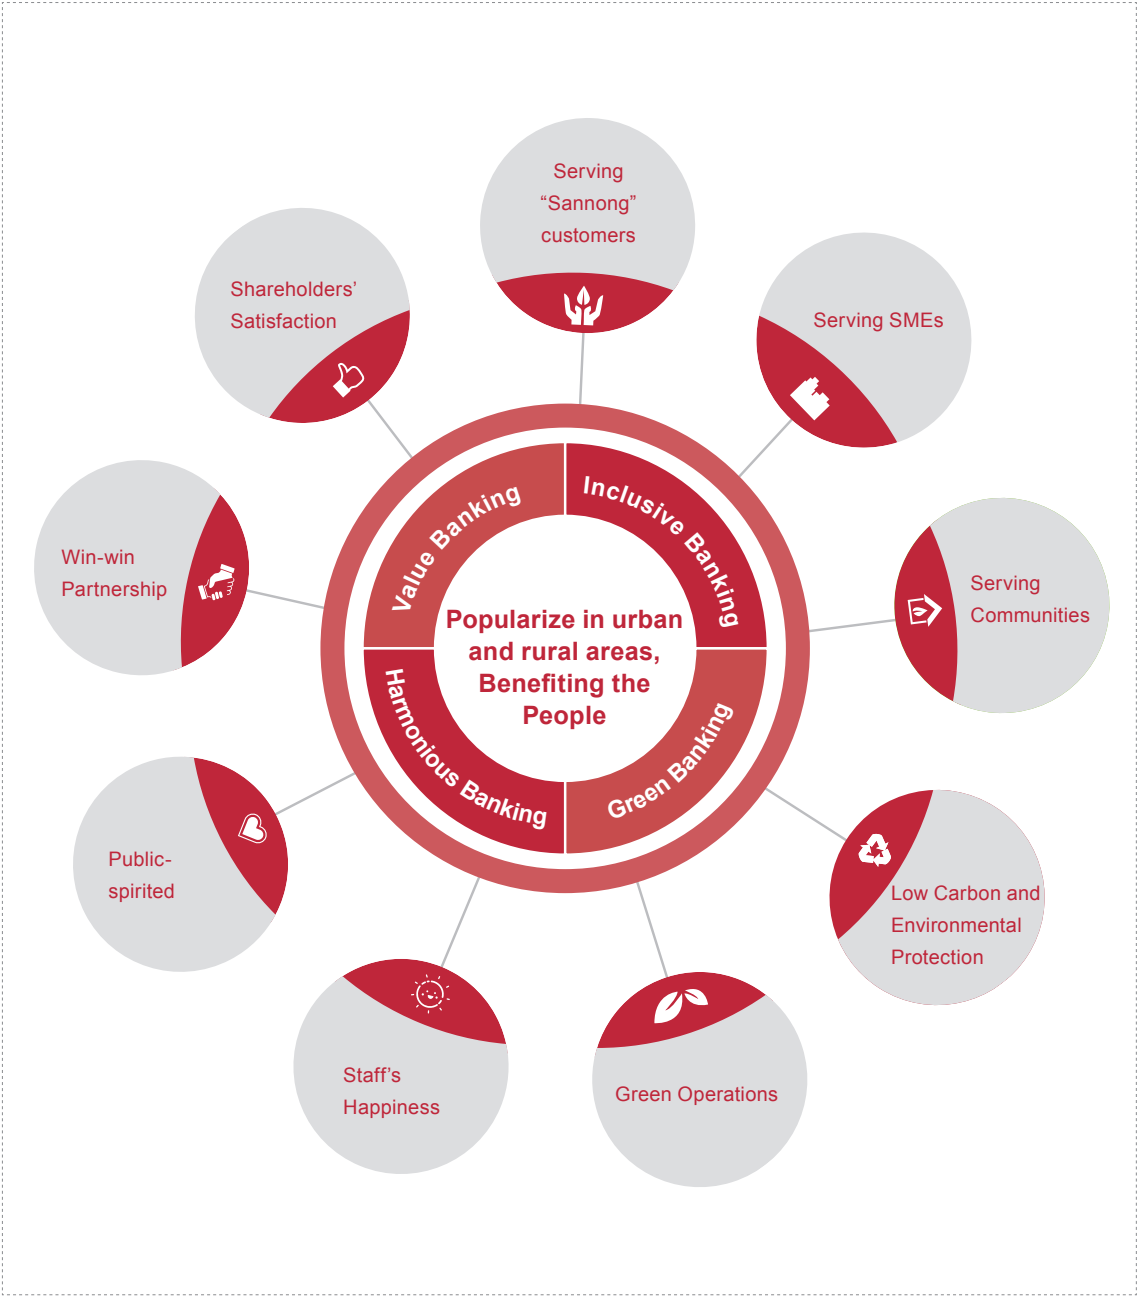 Serving
“Sannong”
customers
Shareholders’
Satisfaction
Serving SMEs
Value Banking
Inclusive Banking
Win-win
Partnership
Serving
Communities
Popularize in urban
and rural areas,
Benefiting the
People
Harmonious Banking
Green Banking
Public-
spirited
Low Carbon and
Environmental
Protection
Staff’s
Happiness
Green Operations